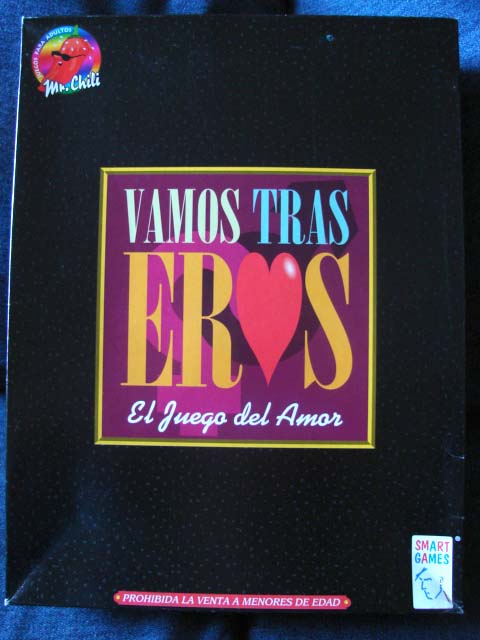 JUEGOS PARA ADULTOS
Mr. Chili
VAMOS TRAS
EROS
El Juego del Amor
SMART
GAMES
PROHIBIDA LA VENTA A MENORES DE EDAD